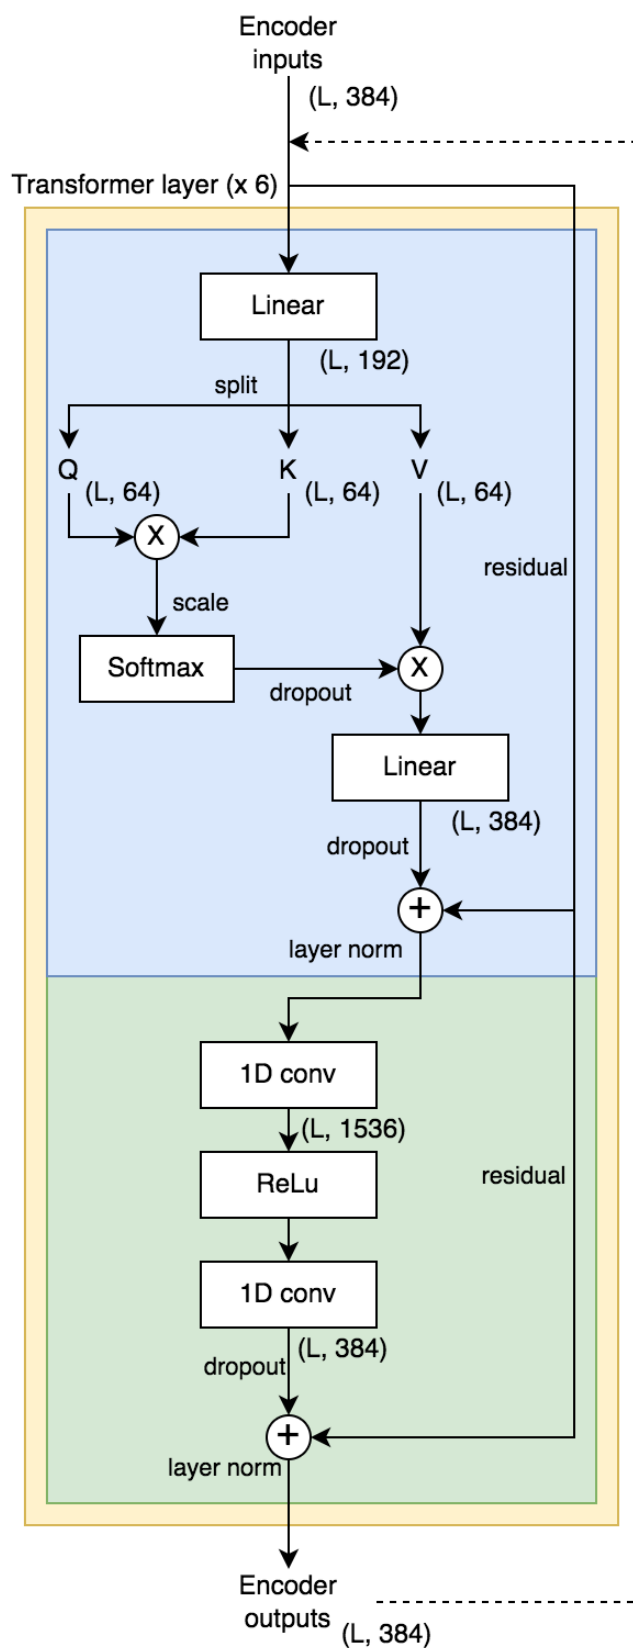 Encoder
inputs
(L, 384)
Transformer layer (x 6)
Linear
(L, 192)
split
Q
K
V
(L, 64)
(L, 64)
(L, 64)
X
residual
scale
Softmax
dropout
X
Linear
(L, 384)
dropout
+
layer norm
1D conv
(L, 1536)
ReLu
residual
1D conv
(L, 384)
dropout
+
layer norm
Encoder
outputs
(L, 384)